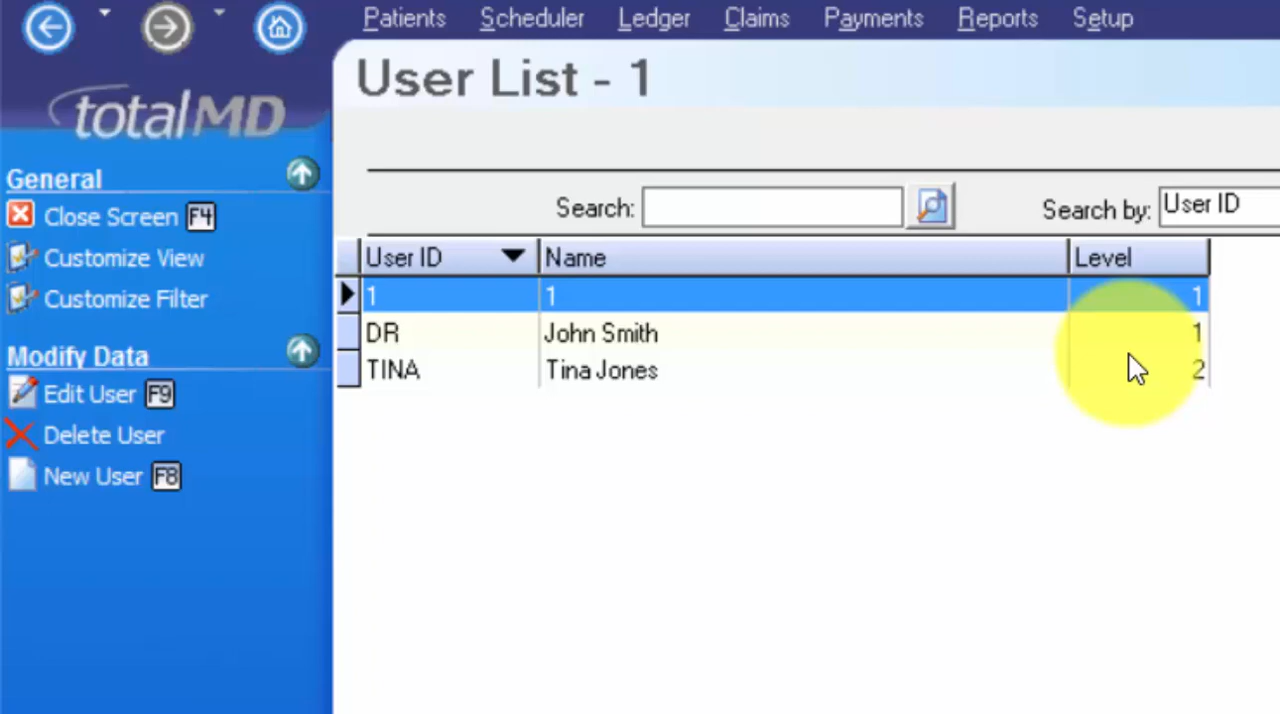 Patients Scheduler Ledger Claims Payments Reports Setup
totalMD
User List - 1
General
Close Screen F4
Customize View
Customize Filter
Modify Data
Edit User F9
Delete User
New User F8
Search: Search by: User ID
User ID Name Level
1 1 1
DR John Smith 1
TINA Tina Jones 2